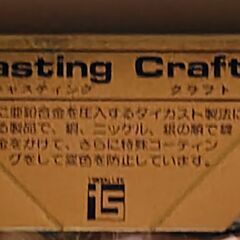 asting Craft
ャスティング クラフト
に亜鉛合金を圧入するダイカスト製法に
る製品で、銅、ニッケル、銀の順で鍍
金をかけて、さらに特殊コーティン
グをして変色を防止しています。
is